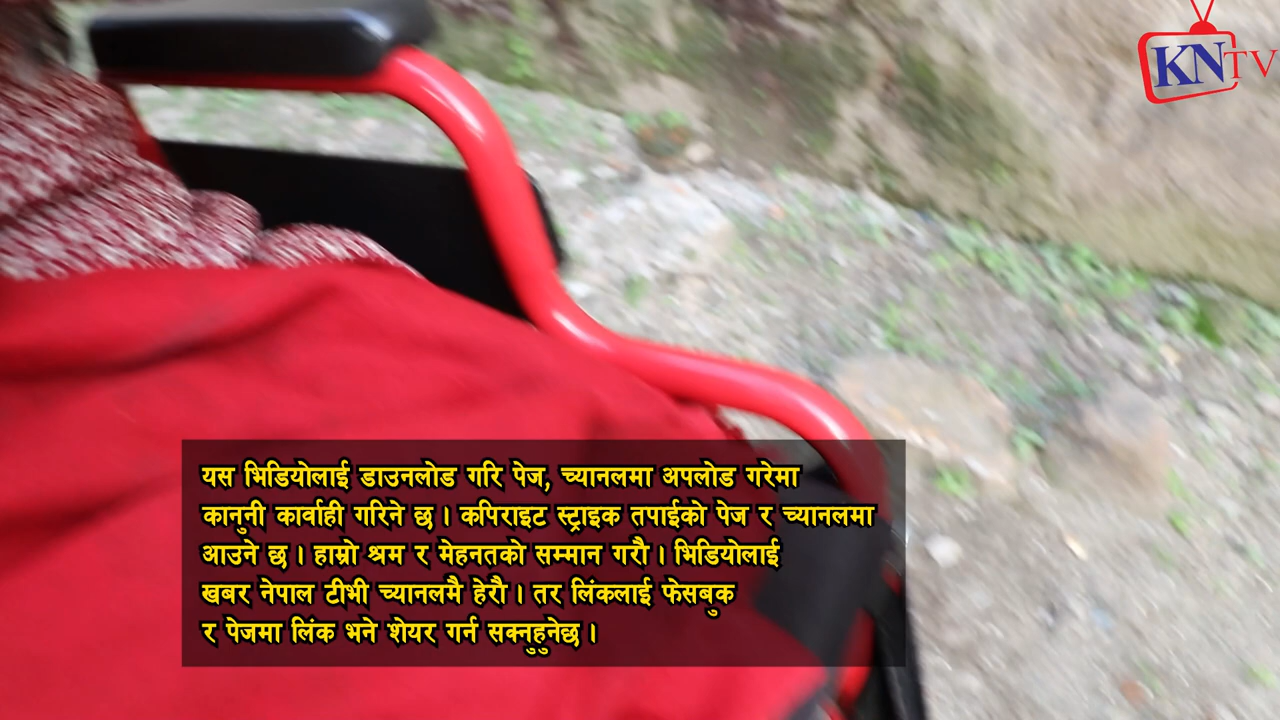 KNTV
यस भिडियोलाई डाउनलोड गरि पेज, च्यानलमा अपलोड गरेमा
कानुनी कार्वाही गरिने छ । कपिराइट स्ट्राइक तपाईको पेज र च्यानलमा
आउने छ । हाम्रो श्रम र मेहनतको सम्मान गरौ । भिडियोलाई
खबर नेपाल टीभी च्यानलमै हेरौ । तर लिंकलाई फेसबुक
र पेजमा लिंक भने शेयर गर्न सक्नुहुनेछ ।